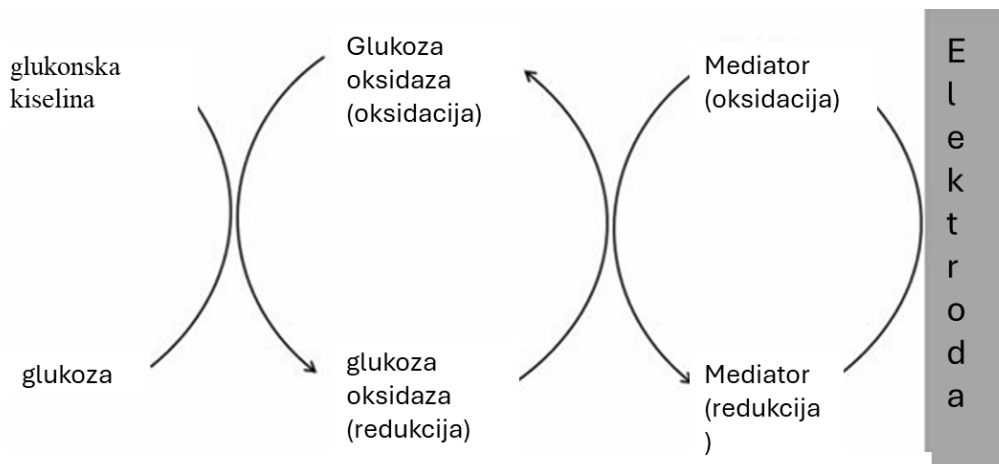 glukonska
kiselina
Glukoza
oksidaza
(oksidacija)
Mediator
(oksidacija)
glukoza
glukoza
oksidaza
(redukcija)
Mediator
(redukcija
)
E
l
e
k
t
r
o
d
a